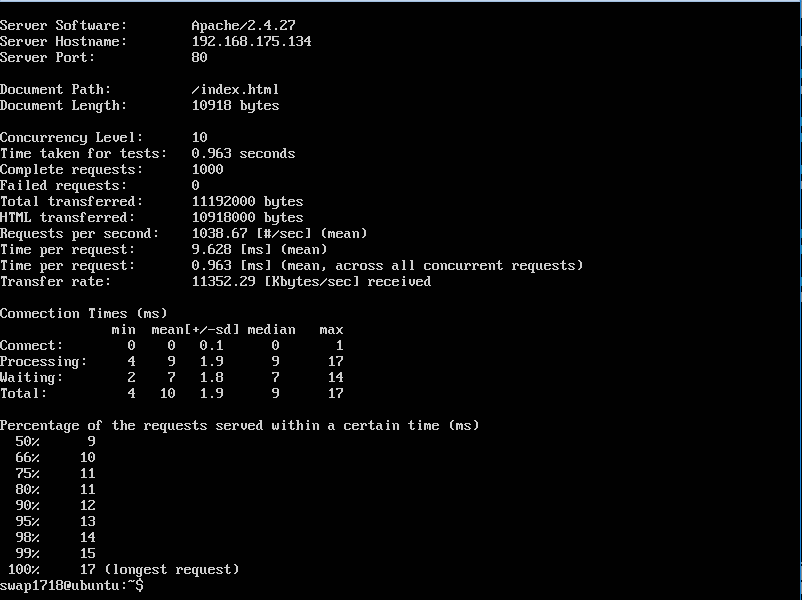 Server Software:        Apache/2.4.27
Server Hostname:        192.168.175.134
Server Port:            80

Document Path:          /index.html
Document Length:        10918 bytes

Concurrency Level:      10
Time taken for tests:   0.963 seconds
Complete requests:      1000
Failed requests:        0
Total transferred:      11192000 bytes
HTML transferred:       10918000 bytes
Requests per second:    1038.67 [#/sec] (mean)
Time per request:       9.628 [ms] (mean)
Time per request:       0.963 [ms] (mean, across all concurrent requests)
Transfer rate:          11352.29 [Kbytes/sec] received

Connection Times (ms)
              min  mean[+/-sd] median   max
Connect:        0    0   0.1      0       1
Processing:     4    9   1.9      9      17
Waiting:        2    7   1.8      7      14
Total:          4   10   1.9      9      17

Percentage of the requests served within a certain time (ms)
  50%      9
  66%     10
  75%     11
  80%     11
  90%     12
  95%     13
  98%     14
  99%     15
 100%     17 (longest request)
swap1718@ubuntu:~$